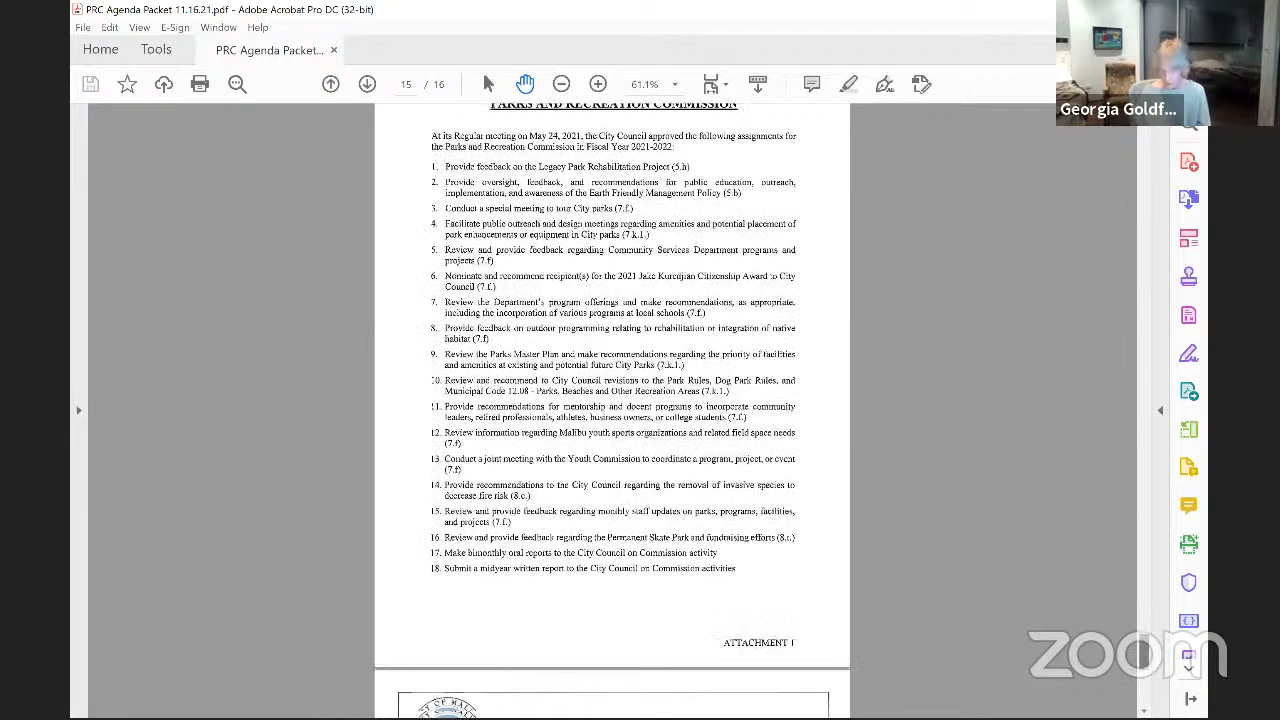 PRC Agenda Packet 11.16.21.pdf - Adobe Acrobat Pro DC (32-bit)
File Edit View E-Sign Window Help
Home Tools PRC Agenda Packet... ×
15 / 16 61.1%
Georgia Goldf...
PARKS AND RECREATION COMMISSION
At its Regular meeting on May 24, 2021, the City Council approved the following assignments for
the Parks and Recreation Commission in Fiscal Year 2021-2022:
1. Provide feedback on the Legacy Park Rehabilitation Project (5.h)
2. Provide oversight, feedback, and recommendations for public education, outreach,
implementation, and awareness of the Earth Friendly Management Policy (5.b)
3. Conduct a special meeting to tour City parks (7.f.)
4. Facilitate public outreach and design meetings regarding amenities and potential placement of
park enhancements or equipment in City parks (7.k.1.)
5. Review and provide feedback regarding Community Services Department programs and
projects (7.f)
6. Nominate and recommend recipient(s) for the 2021 Jake Kuredjian Citizenship Award to City
Council (7.f.)
7. Review the Department's program offerings and make recommendations, as appropriate,
including the incorporation of various programs at local schools (7.f.)
8. Provide feedback on outdoor programming relating to rehabilitation or integration of native
habitat (7.f)
9. Review the Parks Master Plan and make recommendations regarding the priority of facilities
and amenities at existing and potential future City Parks (7.k.1.)
10. Review and recommend to City Council revisions to the Park Rules, Dog Park Rules, and
Municipal Code 12.08 - Parks, Beaches and Other Recreation Areas (7.k.1.)
11. Provide recommendations for mentorship and docent programs to incorporate community
leaders, retired professionals, athletes, business owners, or college students (7.f.)
12. Review information regarding Malibu youth sports organizations and related field space needs
(7.f)
13. Conduct a joint meeting with the Youth Commission to coordinate a program, project, or event
(7.f)
14. Provide recommendations to the City Council regarding the removal of invasive species to
decrease fire risk (8.c.)
15. Review and provide feedback regarding monthly staff updates on parks, programs, facilities,
and projects (7.f.)
16. Review and provide feedback regarding the Permanent Skate Park and fundraising efforts (8.c.)
17. Make bimonthly oral reports to the City Council on Commission activity
18. Submit a midyear written report to the City Council on Commission activities
ATTACHMENT 1
zoom